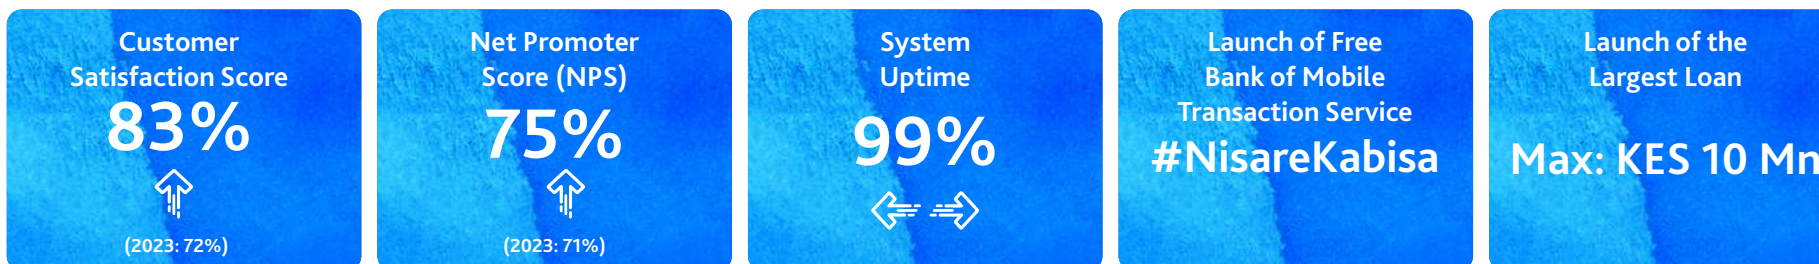 Customer
Satisfaction Score
83%
(2023: 72%)
Net Promoter
Score (NPS)
75%
(2023: 71%)
System
Uptime
99%
Launch of Free
Bank of Mobile
Transaction Service
#NisareKabisa
Launch of the
Largest Loan
Max: KES 10 Mn